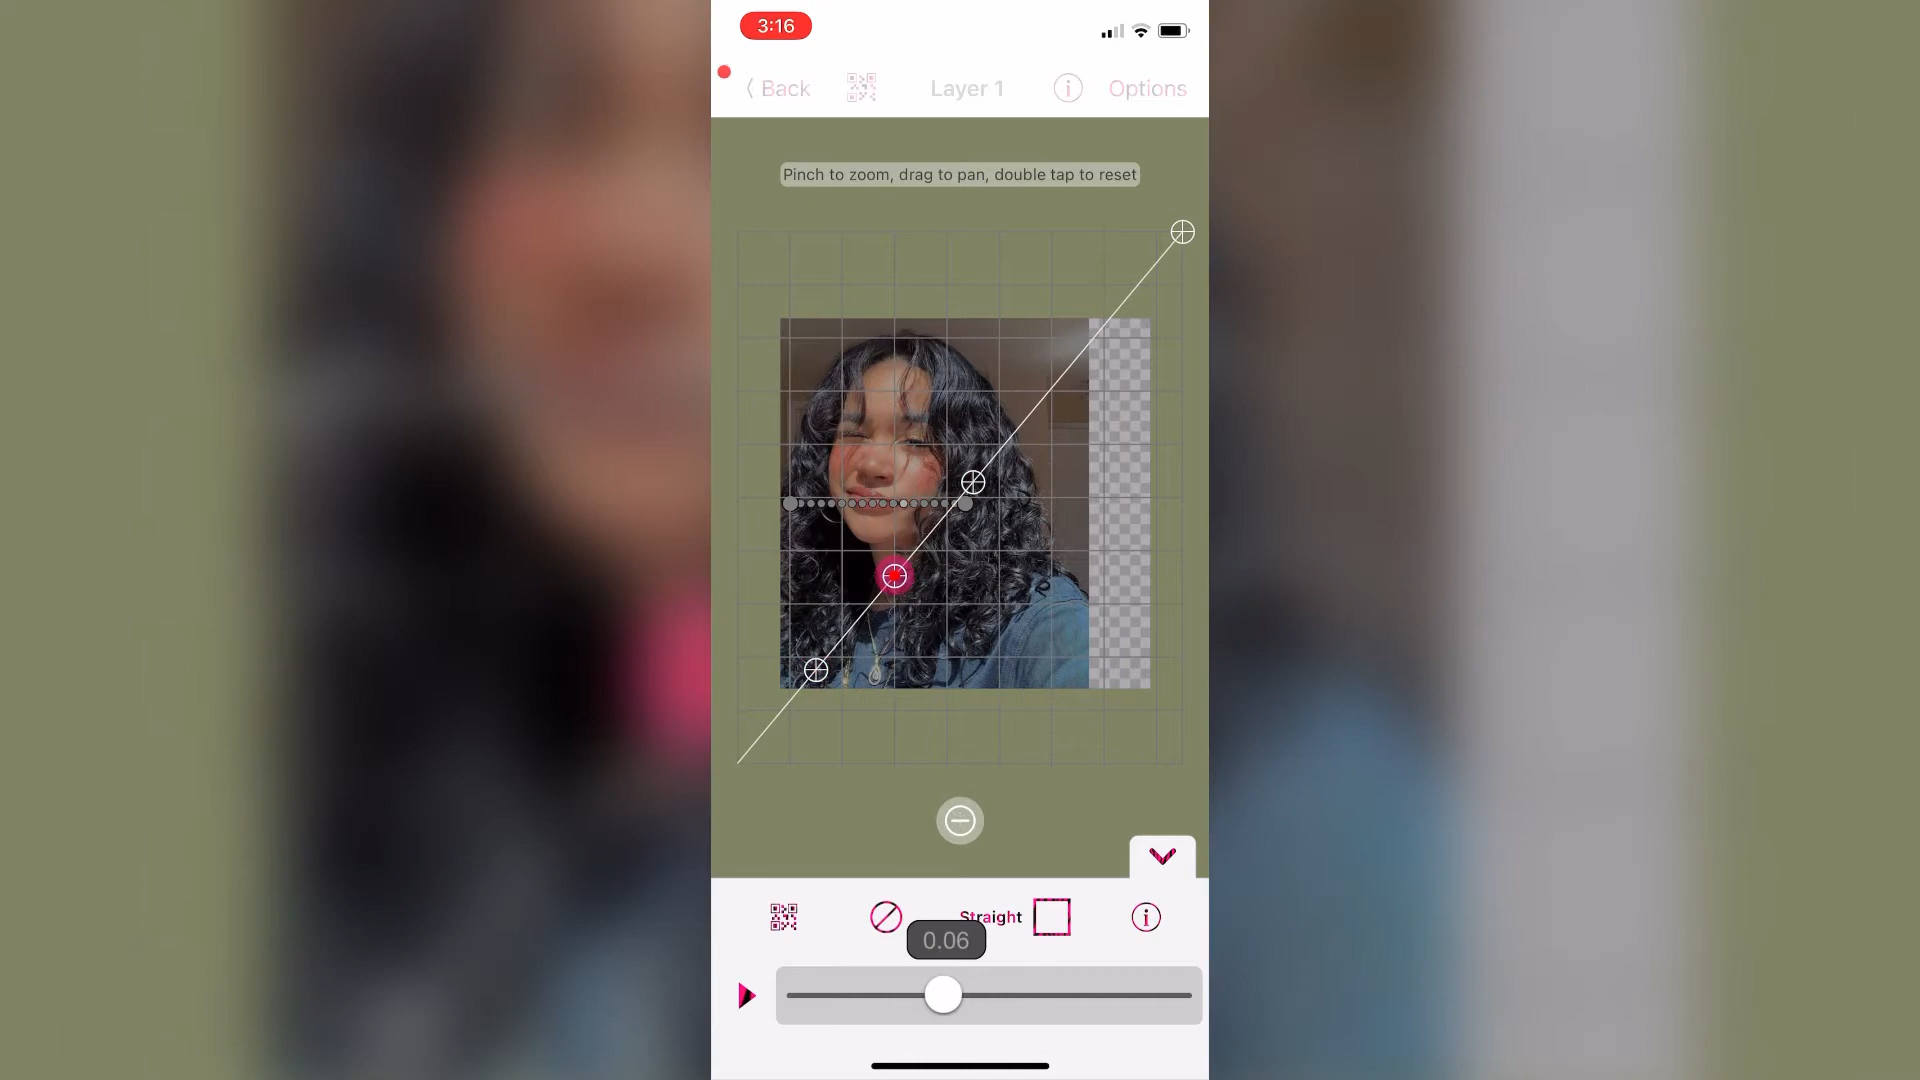 3:16
Back
Layer 1
Options
Pinch to zoom, drag to pan, double tap to reset
Straight
0.06